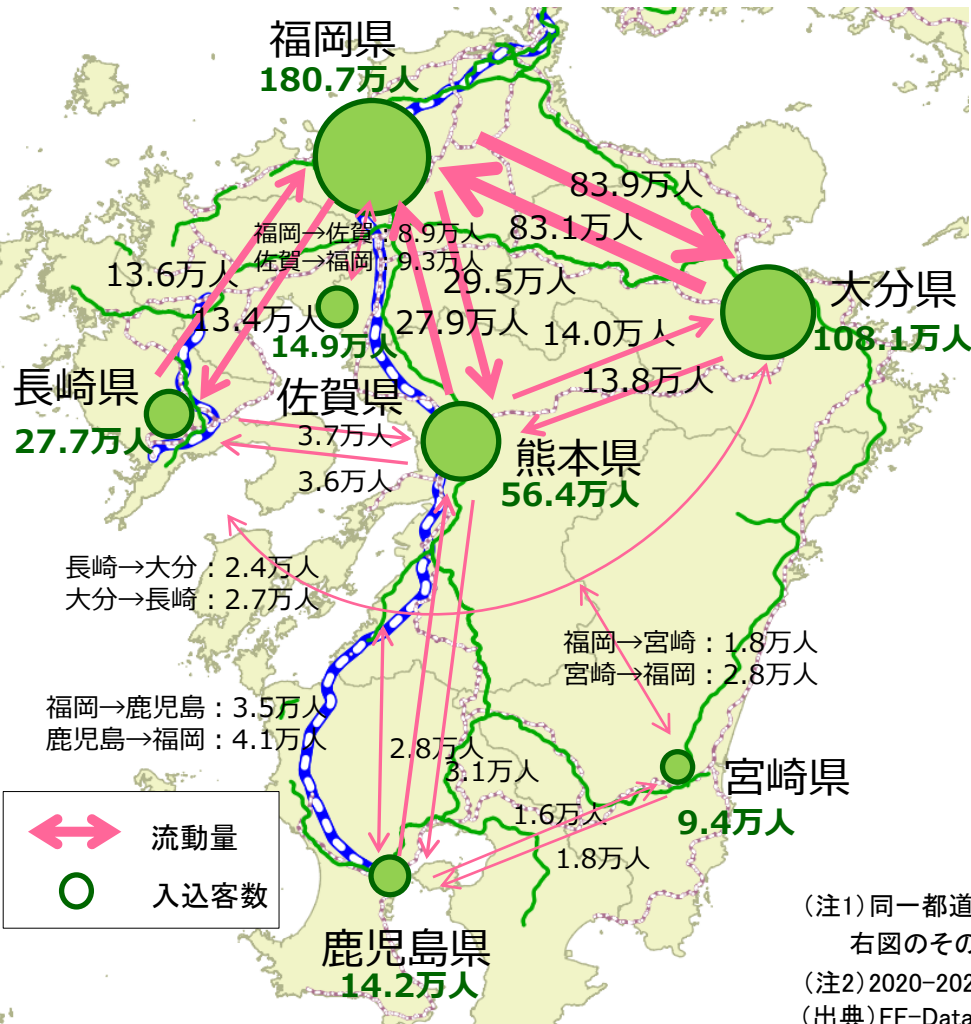 福岡県
180.7万人
83.9万人
83.1万人
福岡→佐賀：8.9万人
佐賀→福岡：9.3万人
13.6万人
29.5万人
大分県
13.4万人
27.9万人
14.0万人
108.1万人
14.9万人
長崎県
佐賀県
13.8万人
27.7万人
3.7万人
熊本県
3.6万人
56.4万人
長崎→大分：2.4万人
大分→長崎：2.7万人
福岡→宮崎：1.8万人
宮崎→福岡：2.8万人
福岡→鹿児島：3.5万人
鹿児島→福岡：4.1万人
2.8万人
3.1万人
宮崎県
1.6万人
9.4万人
流動量
1.8万人
入込客数
鹿児島県
14.2万人
（注1）同一都道
右図のその
（注2）2020-202
（出典）FF-Data